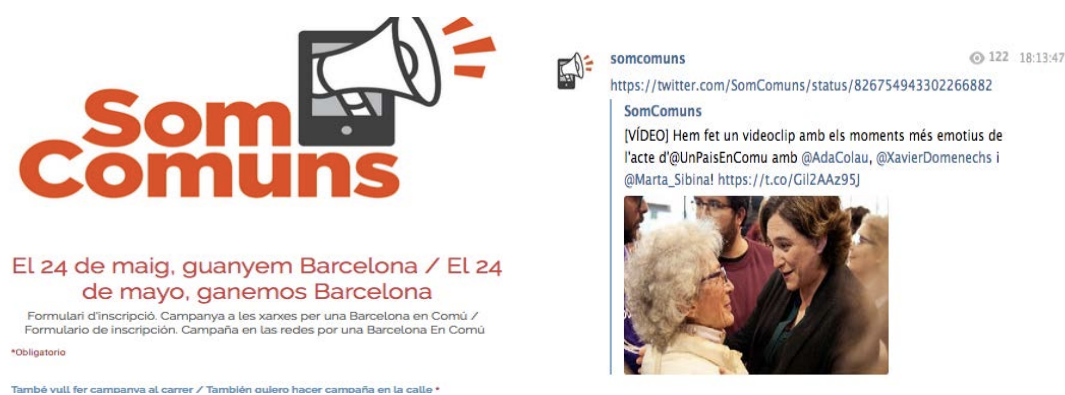 Som
Comuns
El 24 de maig, guanyem Barcelona / El 24
de mayo, ganemos Barcelona
Formulari d'inscripció. Campanya a les xarxes per una Barcelona en Comú /
Formulario de inscripción. Campaña en las redes por una Barcelona En Comú
*Obligatorio
També vull fer campanya al carrer / También quiero hacer campaña en la calle *
somcomuns
122 18:13:47
https://twitter.com/SomComuns/status/826754943302266882
SomComuns
[VÍDEO] Hem fet un videoclip amb els moments més emotius de
l'acte d'@UnPaisEnComu amb @AdaColau, @XavierDomenechs i
@Marta_Sibina! https://t.co/Gil2AAz95J